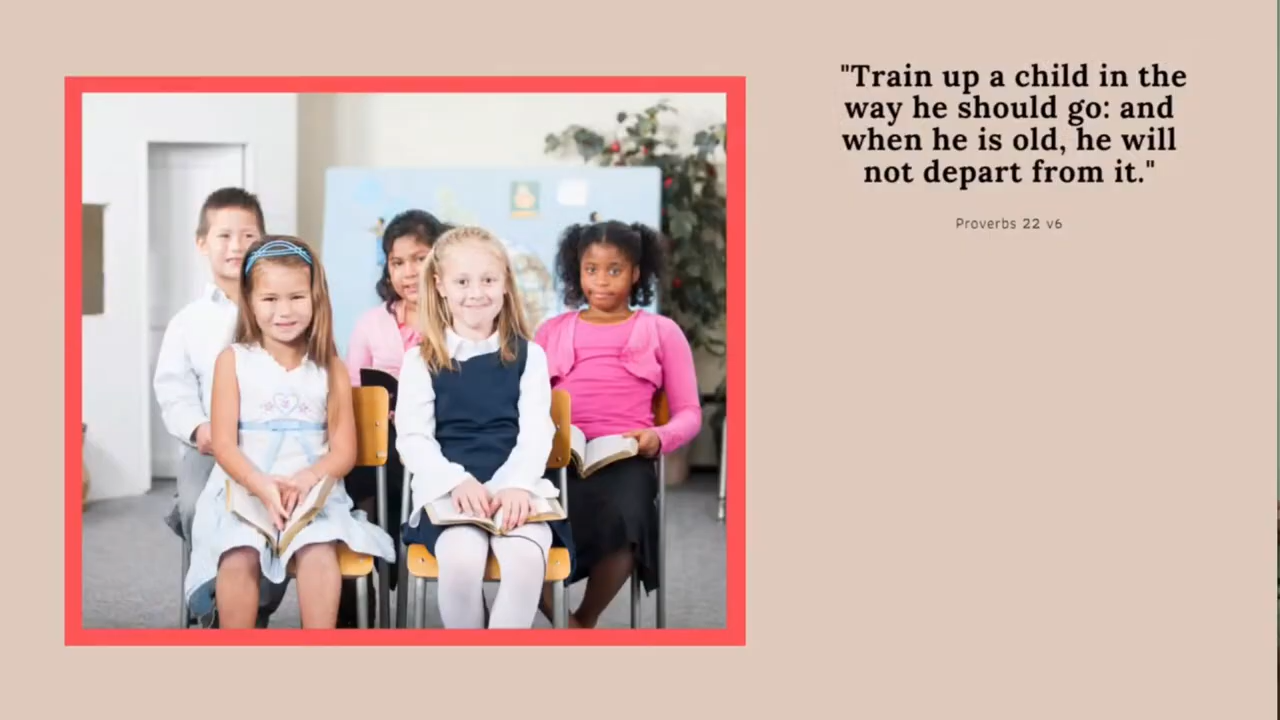 "Train up a child in the
way he should go: and
when he is old, he will
not depart from it."
Proverbs 22 v6